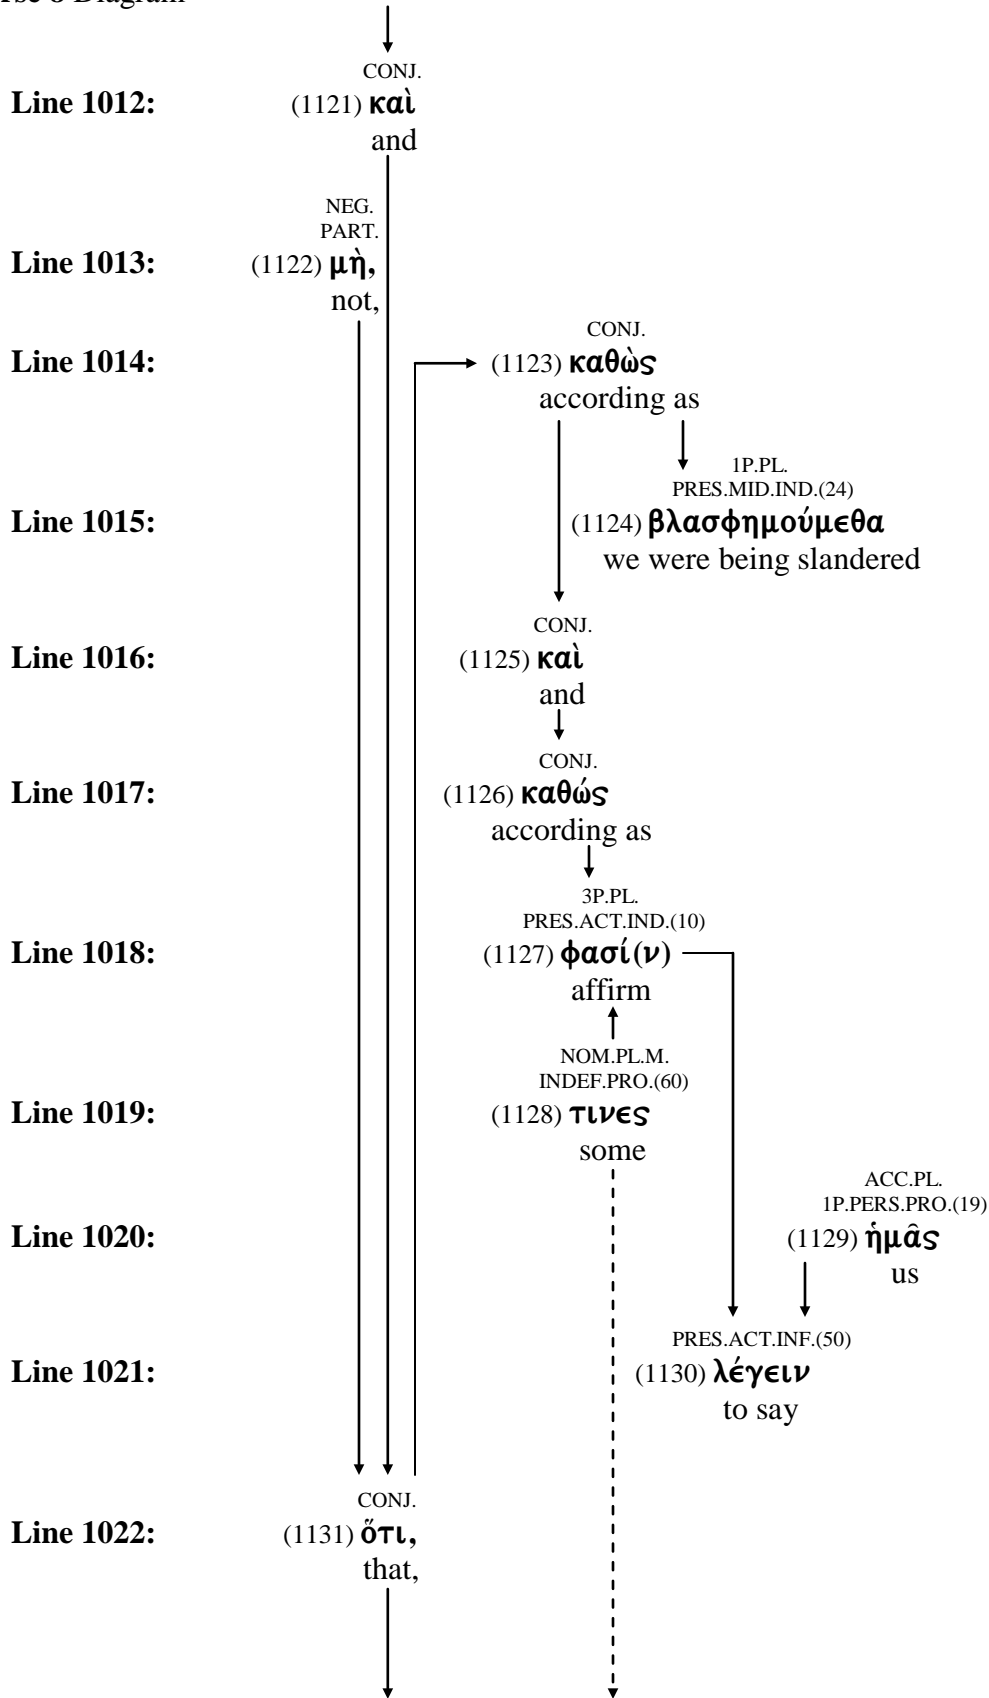 rse 8 Diagram
CONJ.
Line 1012: (1121) καὶ
and
NEG.
PART.
Line 1013: (1122) μὴ,
not,
CONJ.
Line 1014: (1123) καθὼς
according as
1P.PL.
PRES.MID.IND.(24)
Line 1015: (1124) βλασφημούμεθα
we were being slandered
CONJ.
Line 1016: (1125) καὶ
and
CONJ.
Line 1017: (1126) καθώς
according as
3P.PL.
PRES.ACT.IND.(10)
Line 1018: (1127) φασί(ν)
affirm
NOM.PL.M.
INDEF.PRO.(60)
Line 1019: (1128) τινες
some
ACC.PL.
1P.PERS.PRO.(19)
Line 1020: (1129) ἡμᾶς
us
PRES.ACT.INF.(50)
Line 1021: (1130) λέγειν
to say
CONJ.
Line 1022: (1131) ὅτι,
that,